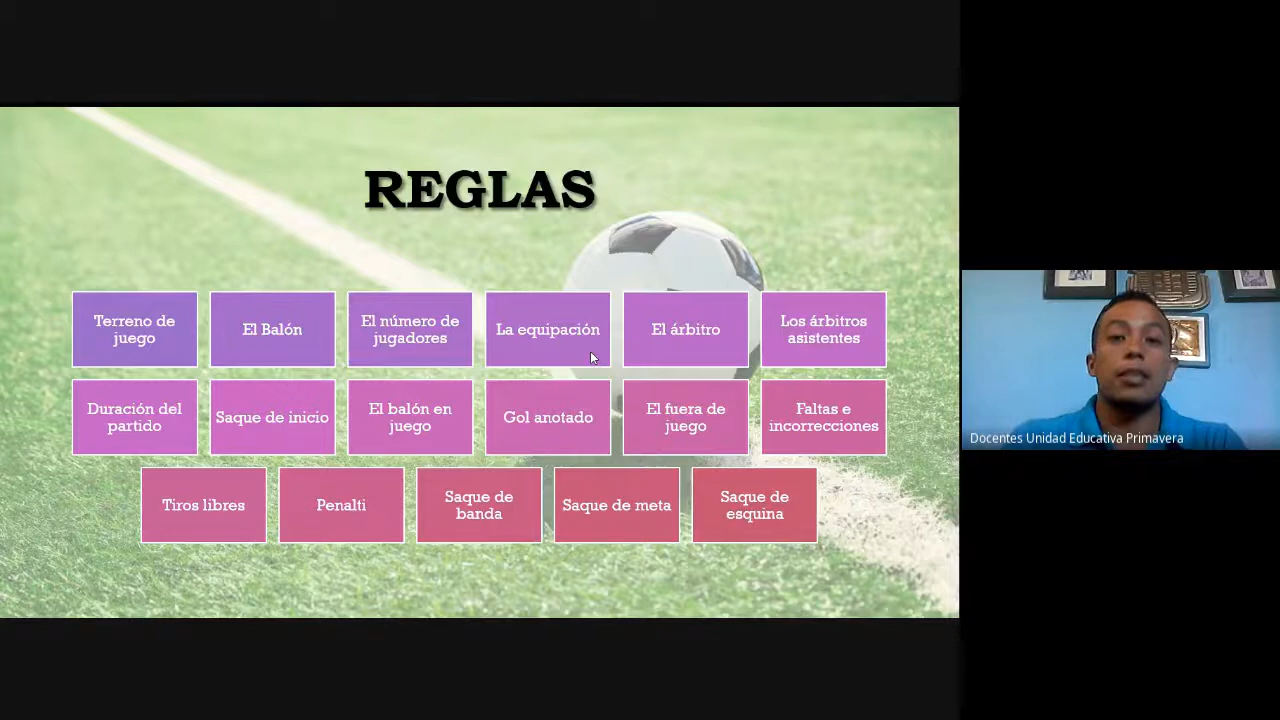 REGLAS
Terreno de
juego
El Balón
El número de
jugadores
La equipación
El árbitro
Los árbitros
asistentes
Duración del
partido
Saque de inicio
El balón en
juego
Gol anotado
El fuera de
juego
Faltas e
incorrecciones
Tiros libres
Penalti
Saque de
banda
Saque de meta
Saque de
esquina
Docentes Unidad Educativa Primavera